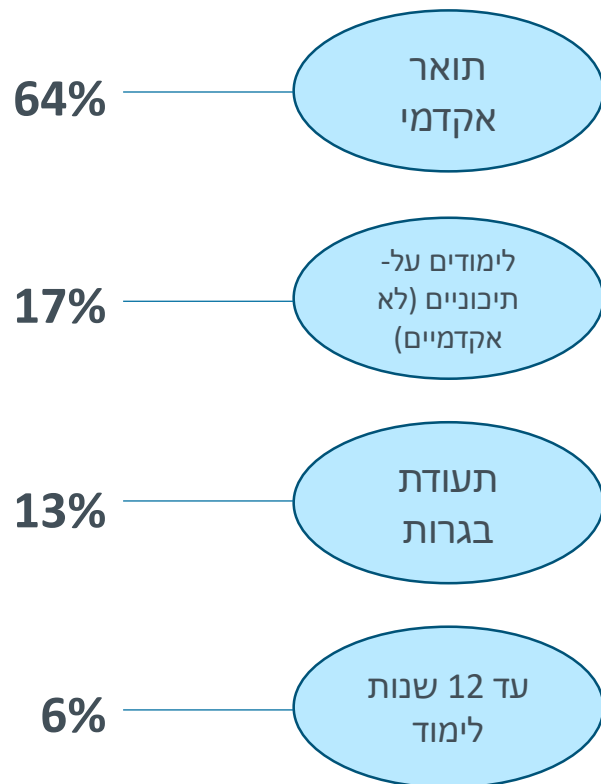 תואר
אקדמי
64%
לימודים על-
תיכוניים (לא
אקדמיים)
17%
תעודת
בגרות
13%
עד 12 שנות
לימוד
6%